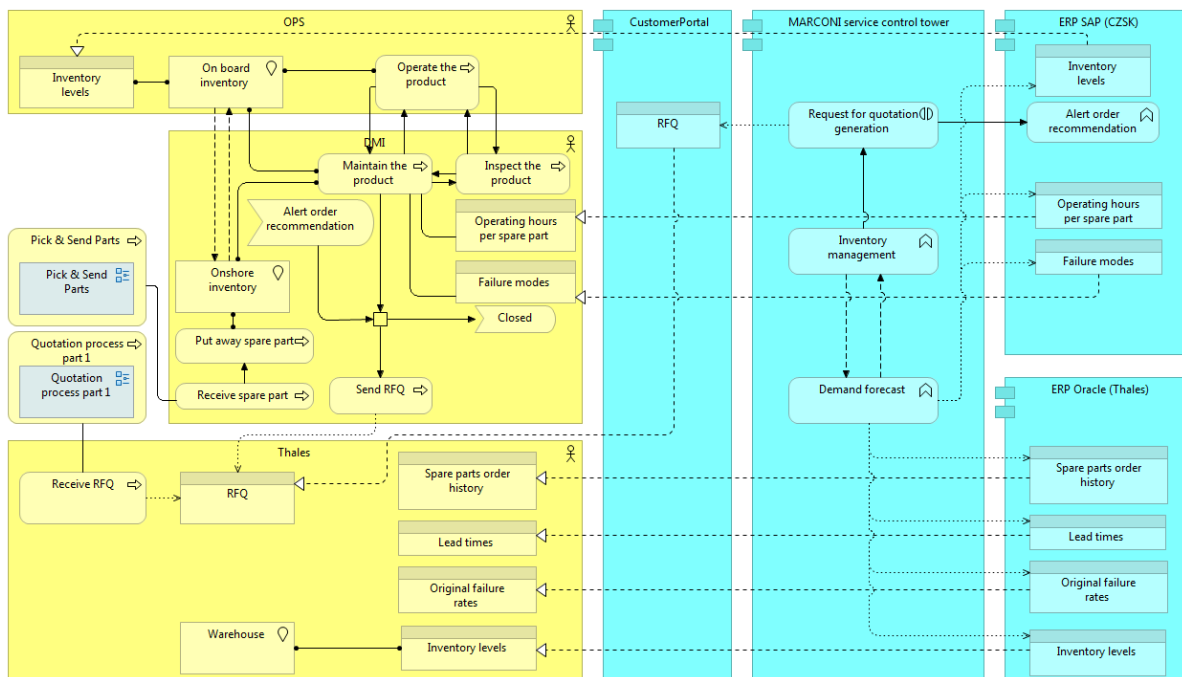 OPS
CustomerPortal
MARCONI service control tower
ERP SAP (CZSK)
Inventory
levels
On board
inventory
Operate the
product
Inventory
levels
RFQ
Request for quotation
generation
Alert order
recommendation
DMI
Maintain the
product
Inspect the
product
Alert order
recommendation
Operating hours
per spare part
Operating hours
per spare part
Pick & Send Parts
Pick & Send
Parts
Onshore
inventory
Failure modes
Inventory
management
Failure modes
Closed
Quotation process
part 1
Quotation
process part 1
Put away spare part
Receive spare part
Send RFQ
Demand forecast
ERP Oracle (Thales)
Thales
Receive RFQ
RFQ
Spare parts order
history
Spare parts order
history
Lead times
Lead times
Original failure
rates
Original failure
rates
Warehouse
Inventory levels
Inventory levels